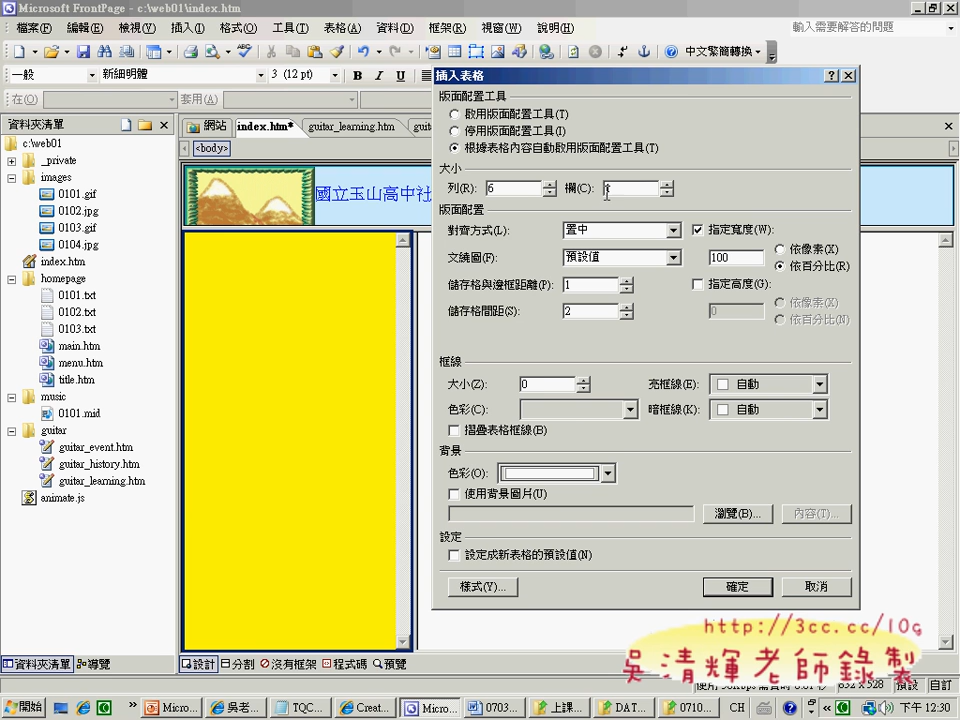 Microsoft FrontPage - c:\web01\index.htm
檔案(F) 編輯(E) 檢視(V) 插入(I) 格式(O) 工具(T) 表格(A) 資料(D) 框架(R) 視窗(W) 說明(H) 輸入需要解答的問題
中文繁簡轉換
一般 新細明體 3 (12 pt) B I U
在(O) 套用(A)
資料夾清單 網站 index.htm* guitar_learning.htm
<body>
c:\web01
_private
images
0101.gif
0102.jpg
0103.gif
0104.jpg
index.htm
homepage
0101.txt
0102.txt
0103.txt
main.htm
menu.htm
title.htm
music
0101.mid
guitar
guitar_event.htm
guitar_history.htm
guitar_learning.htm
animate.js
國立玉山高中社
插入表格
版面配置工具
啟用版面配置工具(T)
停用版面配置工具(I)
根據表格內容自動啟用版面配置工具(T)
大小
列(R): 6 欄(C):
版面配置
對齊方式(L): 置中 指定寬度(W):
文繞圖(F): 預設值 100 依像素(X)
依百分比(R)
儲存格與邊框距離(P): 1 指定高度(G):
儲存格間距(S): 2 0 依像素(X)
依百分比(N)
框線
大小(Z): 0 亮框線(E): 自動
色彩(C): 暗框線(K): 自動
摺疊表格框線(B)
背景
色彩(O):
使用背景圖片(U)
瀏覽(B)... 內容(T)...
設定
設定成新表格的預設值(N)
樣式(Y)... 確定 取消
http://3cc.cc/10g
吳清輝老師錄製
資料夾清單 導覽 設計 分割 沒有框架 程式碼 預覽
預設 自訂
開始 Micro... 吳老... TQC... Creat... Micro... 0703... 上課... DAT... 0710... CH 下午 12:30